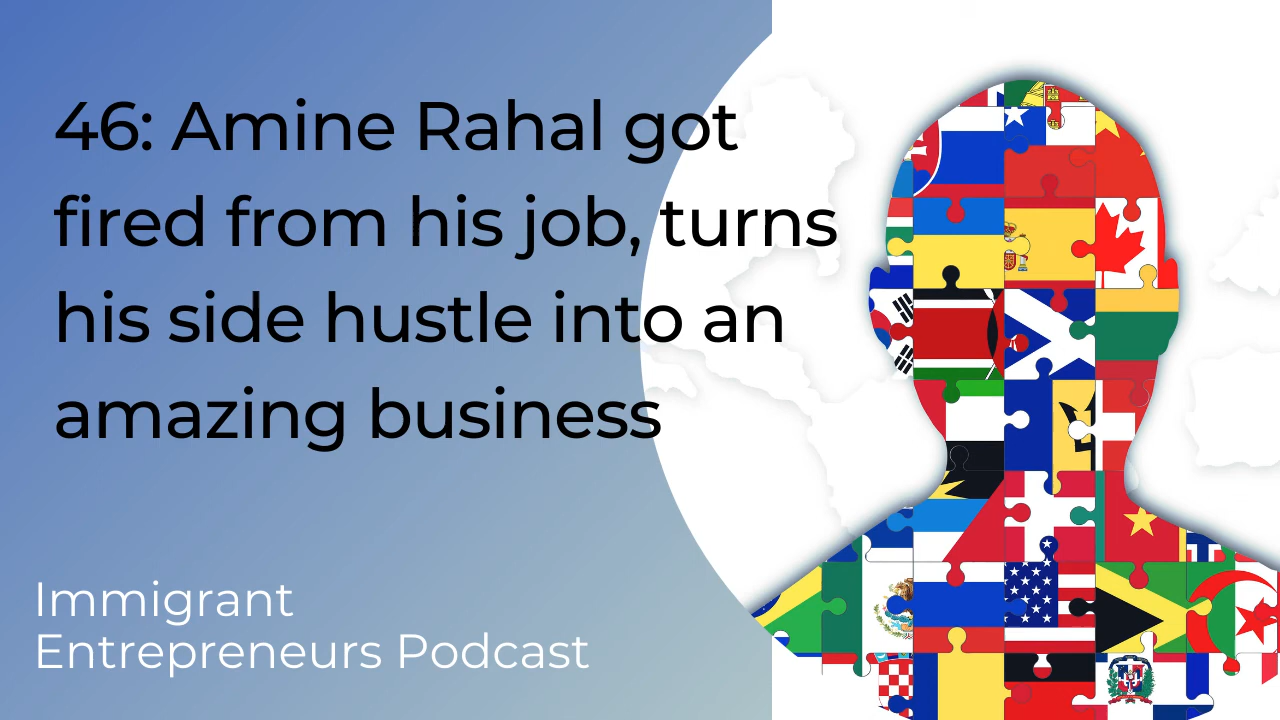 46: Amine Rahal got
fired from his job, turns
his side hustle into an
amazing business
Immigrant
Entrepreneurs Podcast